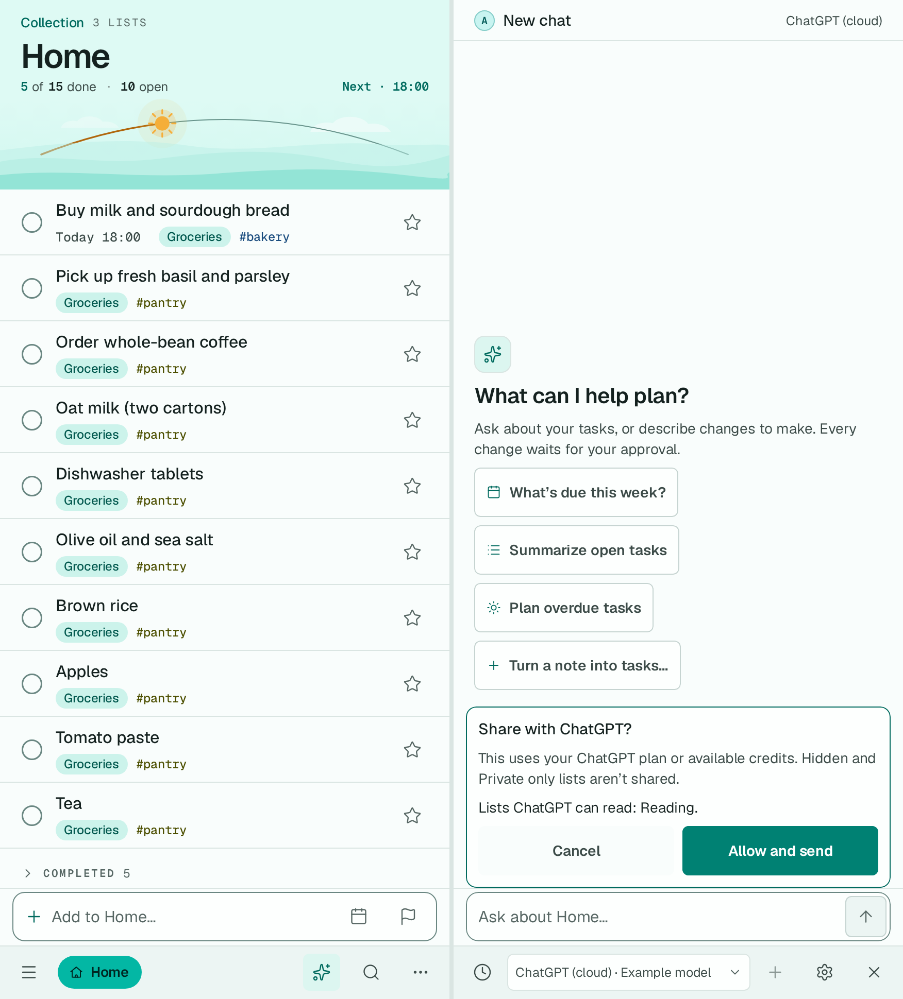 Collection 3 LISTS
Home
5 of 15 done · 10 open
Next · 18:00
Buy milk and sourdough bread
Today 18:00 Groceries #bakery
Pick up fresh basil and parsley
Groceries #pantry
Order whole-bean coffee
Groceries #pantry
Oat milk (two cartons)
Groceries #pantry
Dishwasher tablets
Groceries #pantry
Olive oil and sea salt
Groceries #pantry
Brown rice
Groceries #pantry
Apples
Groceries #pantry
Tomato paste
Groceries #pantry
Tea
Groceries #pantry
COMPLETED 5
Add to Home…
Home
A New chat
ChatGPT (cloud)
What can I help plan?
Ask about your tasks, or describe changes to make. Every
change waits for your approval.
What’s due this week?
Summarize open tasks
Plan overdue tasks
Turn a note into tasks…
Share with ChatGPT?
This uses your ChatGPT plan or available credits. Hidden and
Private only lists aren’t shared.
Lists ChatGPT can read: Reading.
Cancel
Allow and send
Ask about Home…
ChatGPT (cloud) · Example model